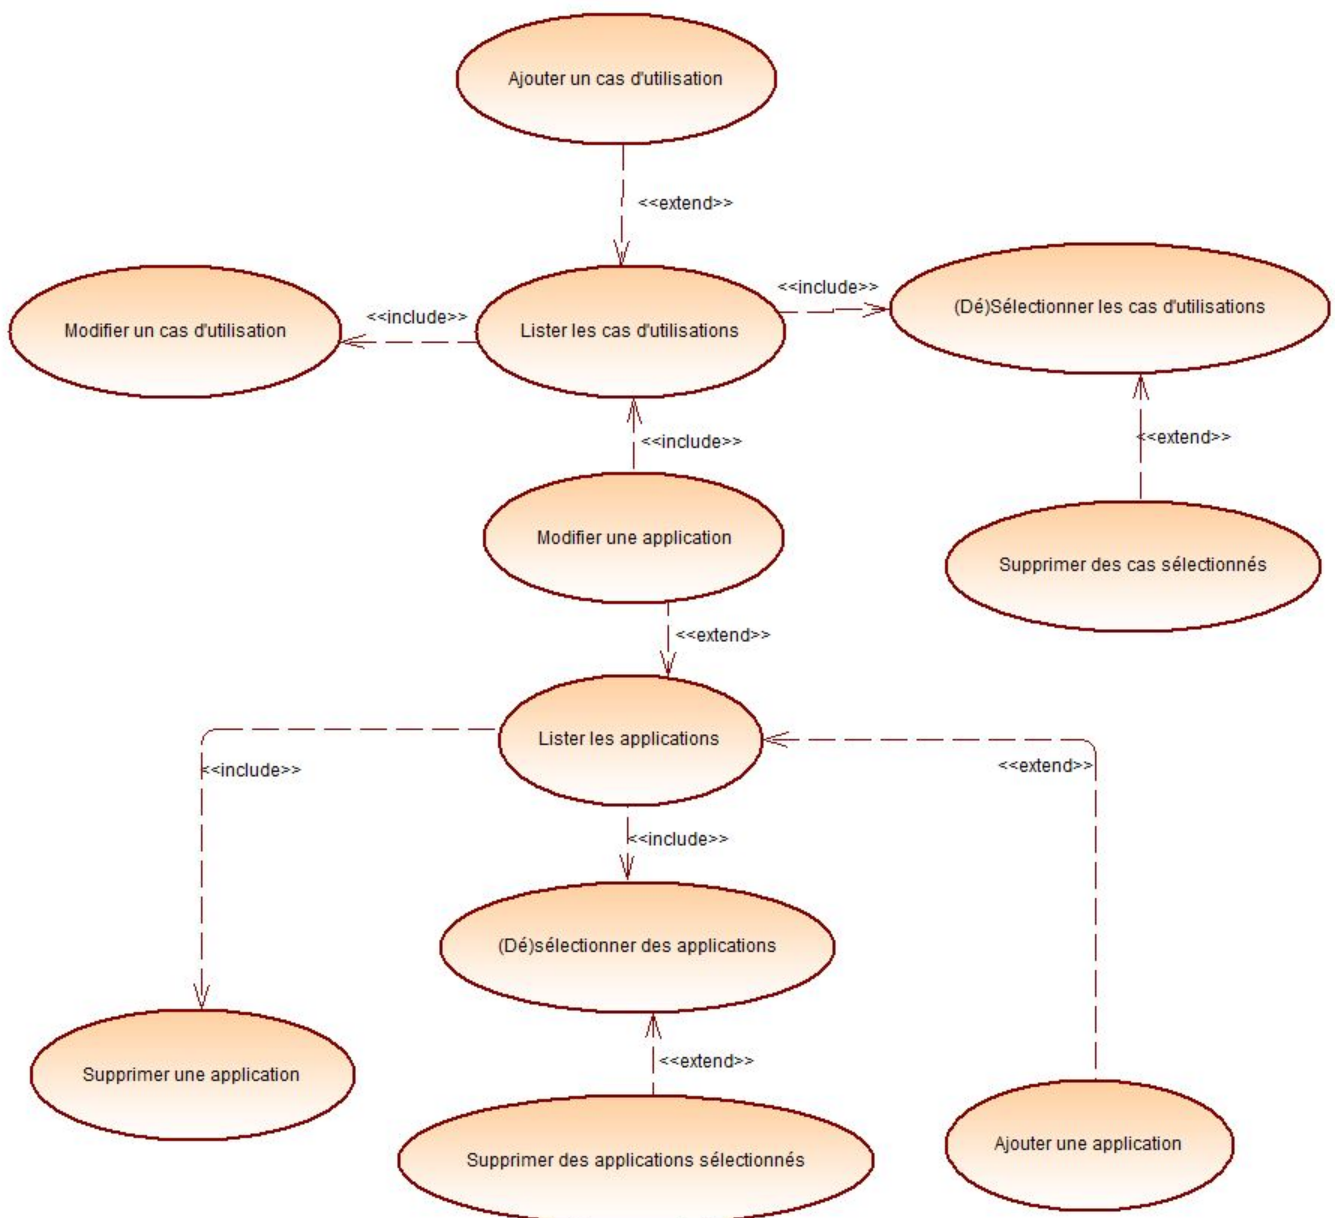 Ajouter un cas d'utilisation
<<extend>>
<<include>>
(Dé)Sélectionner les cas d'utilisations
<<include>>
Modifier un cas d'utilisation
Lister les cas d'utilisations
<<include>>
<<extend>>
Modifier une application
Supprimer des cas sélectionnés
<<extend>>
Lister les applications
<<include>>
<<extend>>
<<include>>
(Dé)sélectionner des applications
<<extend>>
Supprimer une application
Ajouter une application
Supprimer des applications sélectionnés